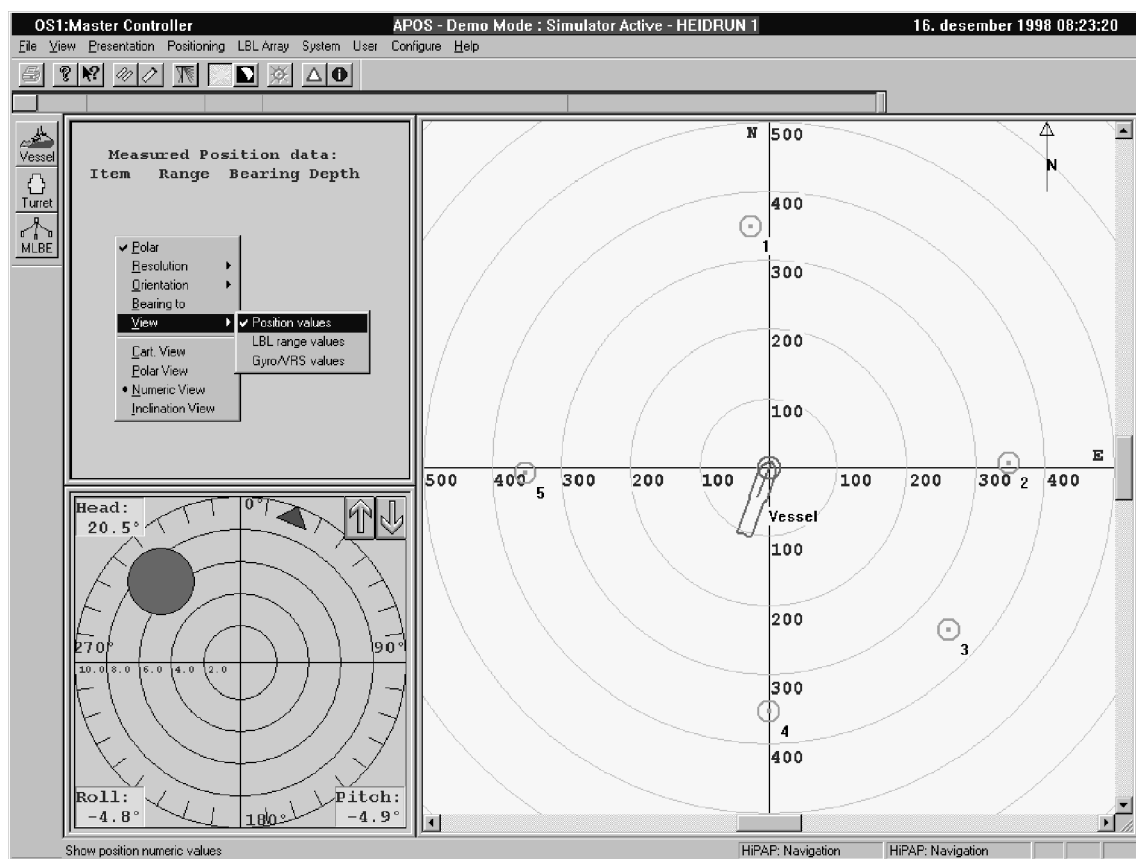 OS1:Master Controller APOS - Demo Mode : Simulator Active - HEIDRUN 1 16. desember 1998 08:23:20
File View Presentation Positioning LBL Array System User Configure Help
Vessel
Turret
MLBE
Measured Position data:
Item Range Bearing Depth
Polar
Resolution
Orientation
Bearing to
View
Position values
LBL range values
Gyro/VRS values
Cart. View
Polar View
Numeric View
Inclination View
Head:
20.5°
0°
270°
90°
10.0 8.0 6.0 4.0 2.0
Roll:
-4.8°
180°
Pitch:
-4.9°
N 500
N
400
1
300
200
100
E
500 400 300 200 100 100 200 300 400
5
2
Vessel
100
200
3
300
4
400
Show position numeric values
HiPAP: Navigation HiPAP: Navigation